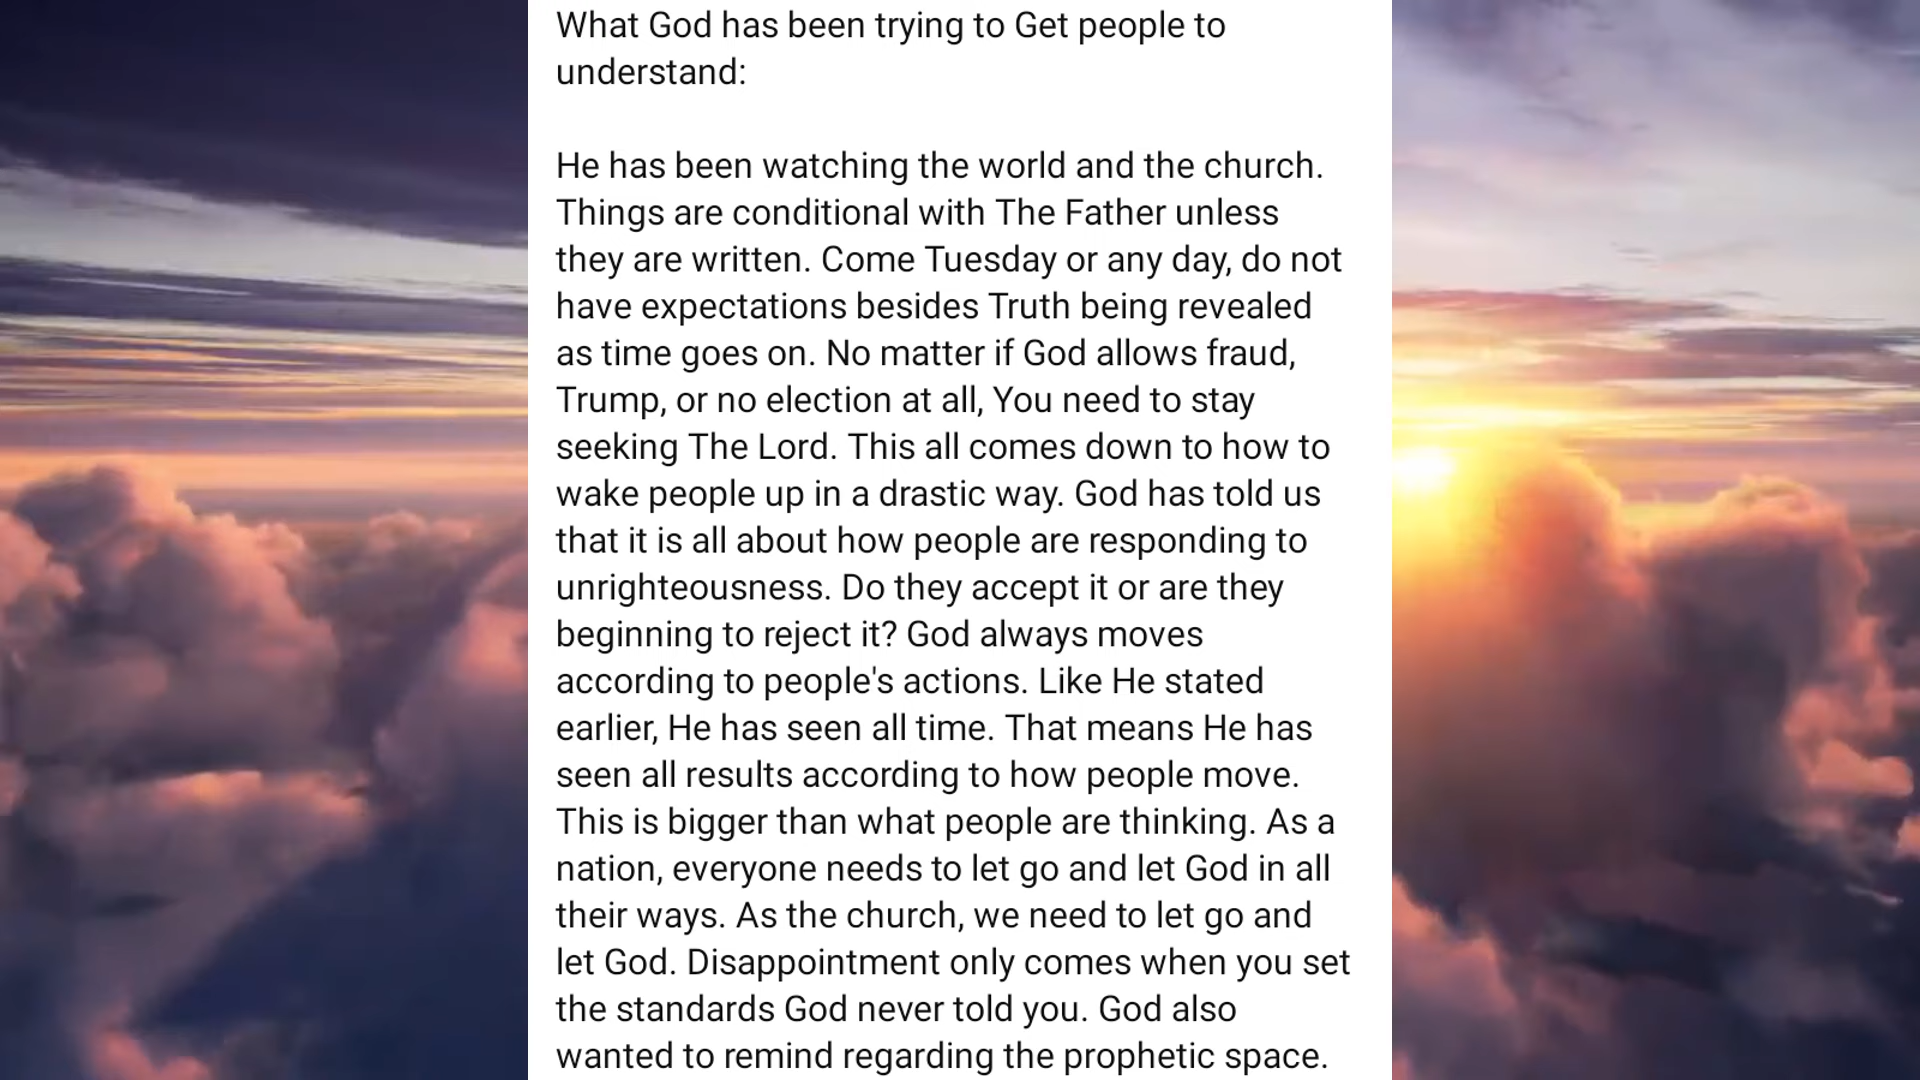 What God has been trying to Get people to
understand:
He has been watching the world and the church.
Things are conditional with The Father unless
they are written. Come Tuesday or any day, do not
have expectations besides Truth being revealed
as time goes on. No matter if God allows fraud,
Trump, or no election at all, You need to stay
seeking The Lord. This all comes down to how to
wake people up in a drastic way. God has told us
that it is all about how people are responding to
unrighteousness. Do they accept it or are they
beginning to reject it? God always moves
according to people's actions. Like He stated
earlier, He has seen all time. That means He has
seen all results according to how people move.
This is bigger than what people are thinking. As a
nation, everyone needs to let go and let God in all
their ways. As the church, we need to let go and
let God. Disappointment only comes when you set
the standards God never told you. God also
wanted to remind regarding the prophetic space.